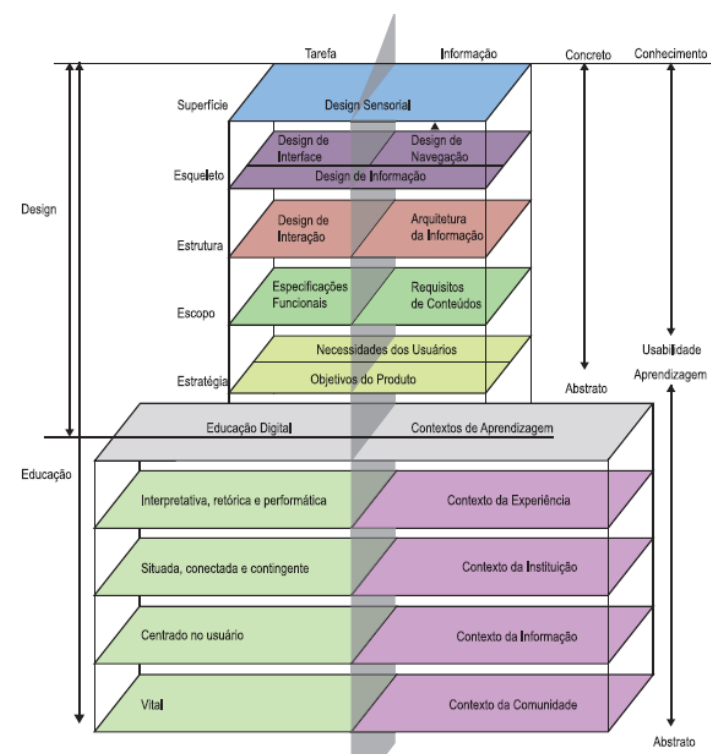 Tarefa
Informação
Concreto
Conhecimento
Superfície
Design Sensorial
Design de
Interface
Design de
Navegação
Esqueleto
Design de Informação
Design
Design de
Interação
Arquitetura
da Informação
Estrutura
Especificações
Funcionais
Requisitos
de Conteúdos
Escopo
Necessidades dos Usuários
Usabilidade
Estratégia
Objetivos do Produto
Aprendizagem
Abstrato
Educação Digital
Contextos de Aprendizagem
Educação
Interpretativa, retórica e performática
Contexto da Experiência
Situada, conectada e contingente
Contexto da Instituição
Centrado no usuário
Contexto da Informação
Vital
Contexto da Comunidade
Abstrato